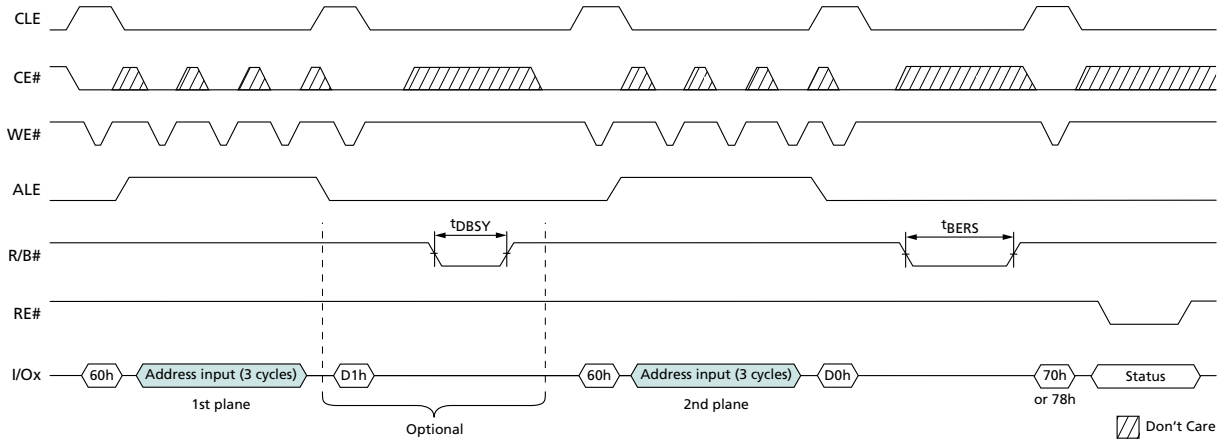 CLE
CE#
WE#
ALE
tDBSY
tBERS
R/B#
RE#
I/Ox
60h
Address input (3 cycles)
D1h
60h
Address input (3 cycles)
D0h
70h
Status
1st plane
2nd plane
or 78h
Optional
Don‘t Care